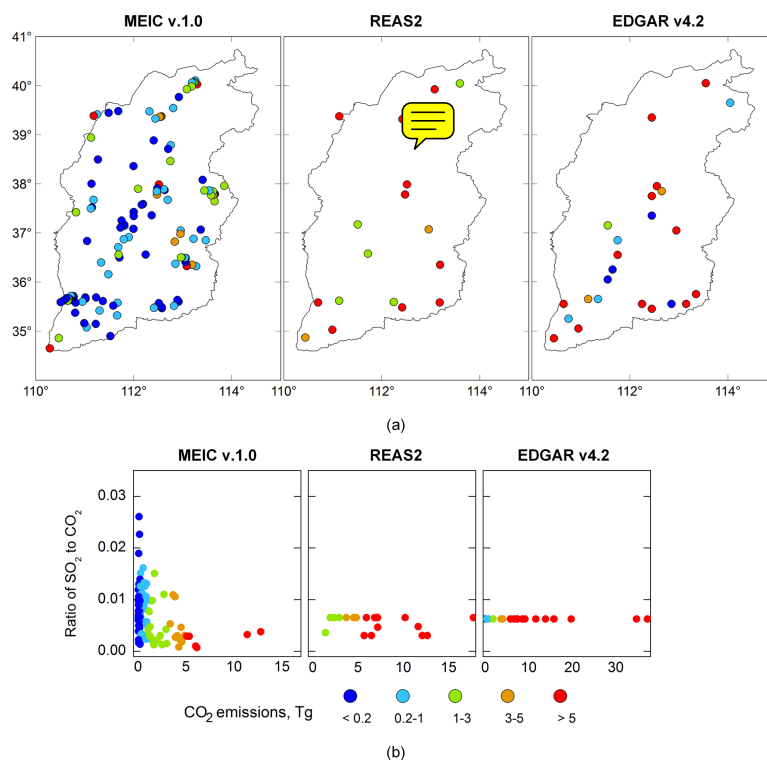 MEIC v.1.0 REAS2 EDGAR v4.2
41°
40°
39°
38°
37°
36°
35°
110° 112° 114° 110° 112° 114° 110° 112° 114°
(a)
MEIC v.1.0 REAS2 EDGAR v4.2
Ratio of SO₂ to CO₂
0.03
0.02
0.01
0.00
0 5 10 15 0 5 10 15 0 10 20 30
CO₂ emissions, Tg < 0.2 0.2-1 1-3 3-5 > 5
(b)